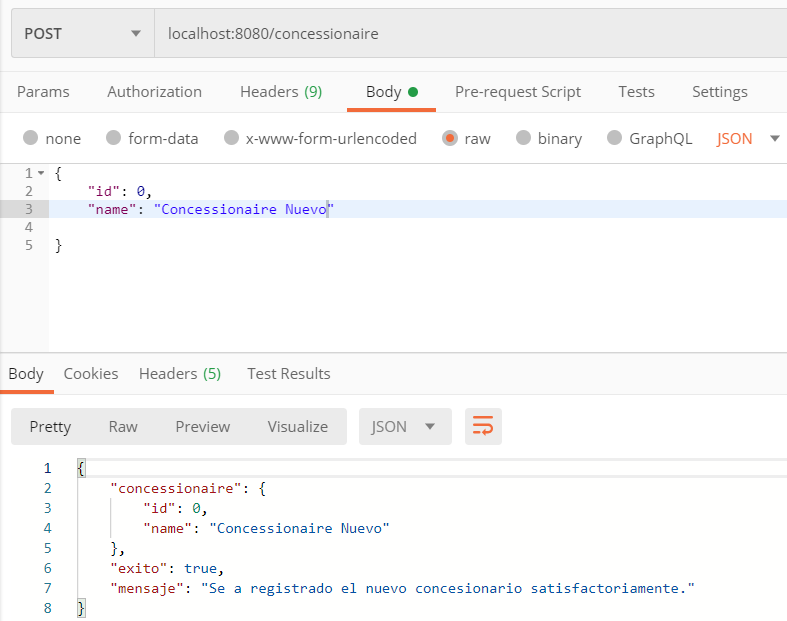 POST localhost:8080/concessionaire
Params Authorization Headers (9) Body Pre-request Script Tests Settings
none form-data x-www-form-urlencoded raw binary GraphQL JSON
1 {
2 "id": 0,
3 "name": "Concessionaire Nuevo"
4
5 }
Body Cookies Headers (5) Test Results
Pretty Raw Preview Visualize JSON
1 {
2 "concessionaire": {
3 "id": 0,
4 "name": "Concessionaire Nuevo"
5 },
6 "exito": true,
7 "mensaje": "Se a registrado el nuevo concesionario satisfactoriamente."
8 }